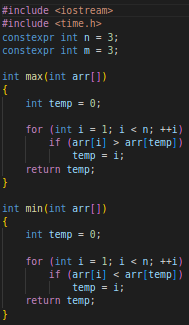 #include <iostream>
#include <time.h>
constexpr int n = 3;
constexpr int m = 3;

int max(int arr[])
{
    int temp = 0;

    for (int i = 1; i < n; ++i)
        if (arr[i] > arr[temp])
            temp = i;
    return temp;
}

int min(int arr[])
{
    int temp = 0;

    for (int i = 1; i < n; ++i)
        if (arr[i] < arr[temp])
            temp = i;
    return temp;
}